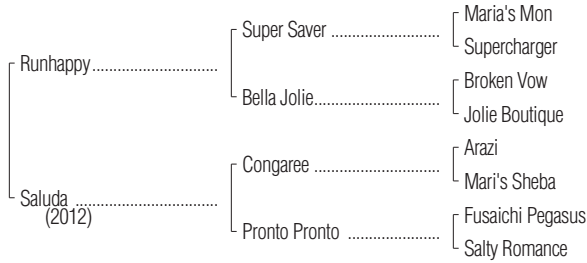 Maria's Mon
Super Saver ......................
Supercharger
Runhappy..........................
Broken Vow
Bella Jolie.........................
Jolie Boutique
Arazi
Congaree .........................
Mari's Sheba
Saluda ............................
(2012)
Fusaichi Pegasus
Pronto Pronto ..................
Salty Romance